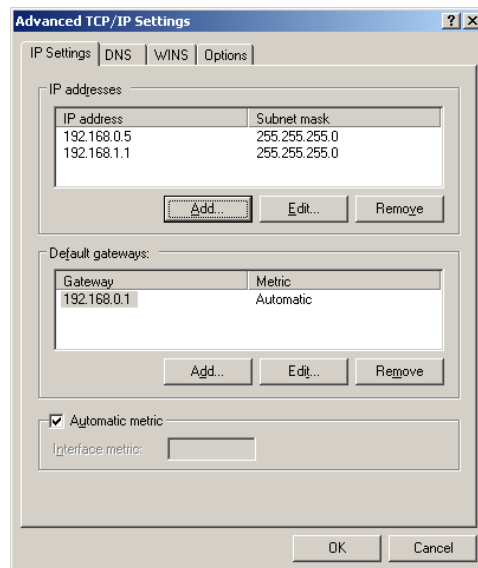 Advanced TCP/IP Settings
IP Settings DNS WINS Options
IP addresses
IP address Subnet mask
192.168.0.5 255.255.255.0
192.168.1.1 255.255.255.0
Add... Edit... Remove
Default gateways:
Gateway Metric
192.168.0.1 Automatic
Add... Edit... Remove
Automatic metric
Interface metric:
OK Cancel